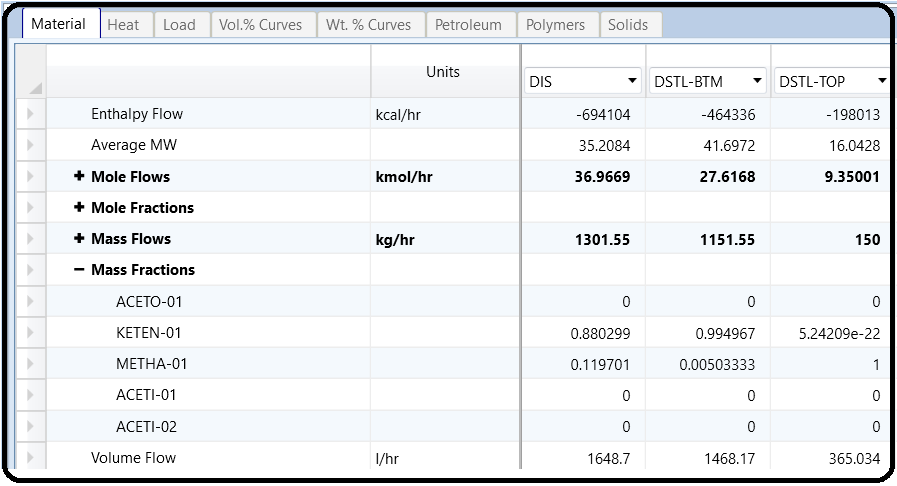 Material Heat Load Vol.% Curves Wt. % Curves Petroleum Polymers Solids
Units DIS DSTL-BTM DSTL-TOP
Enthalpy Flow kcal/hr -694104 -464336 -198013
Average MW 35.2084 41.6972 16.0428
+ Mole Flows kmol/hr 36.9669 27.6168 9.35001
+ Mole Fractions
+ Mass Flows kg/hr 1301.55 1151.55 150
− Mass Fractions
ACETO-01 0 0 0
KETEN-01 0.880299 0.994967 5.24209e-22
METHA-01 0.119701 0.00503333 1
ACETI-01 0 0 0
ACETI-02 0 0 0
Volume Flow l/hr 1648.7 1468.17 365.034